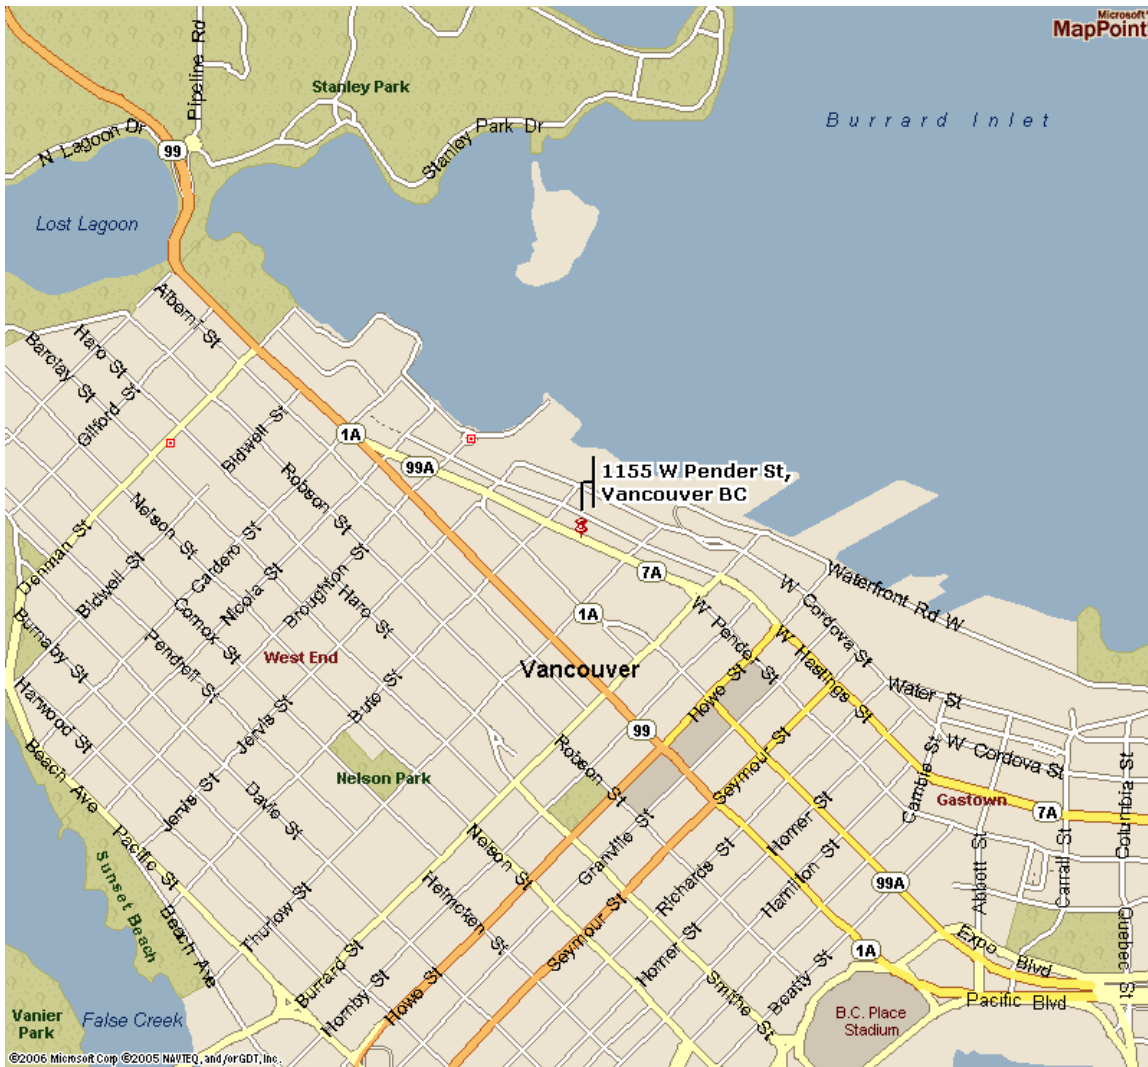 Microsoft
MapPoint
Pipeline Rd
Stanley Park
Burrard Inlet
N Lagoon Dr
99
Stanley Park Dr
Lost Lagoon
Alberni St
Haro St
Barclay St
Gilford S
Bidwell S
1A
99A
1155 W Pender St,
Vancouver BC
Robson St
Nelson St
Denman St
Cardero St
Bidwell St
Nicola St
Broughton St
Haro St
Comox St
7A
1A
W Pender St
W Cordova St
Waterfront Rd W
Burnaby St
Pendrell St
West End
Vancouver
W Hastings St
Water St
Harwood St
Jervis St
Bute S
Howe St
99
W Cordova St
Beach Ave
Nelson Park
Robson St
Seymour St
Cambie St
Gastown
7A
Columbia St
Jervis St
Davie St
Pacific St
Nelson St
Granville S
Homer St
Hamilton St
Richards St
99A
Abbott St
Carrall St
Sunset Beach
Beach Ave
Thurlow St
Helmcken St
Seymour St
Quebec St
Burrard St
Hornby St
Howe St
Homer St
Smithe St
Beatty St
1A
Expo Blvd
Pacific Blvd
B.C. Place
Stadium
Vanier
Park
False Creek
©2006 Microsoft Corp ©2005 NAVTEQ, and/or GDT, Inc.